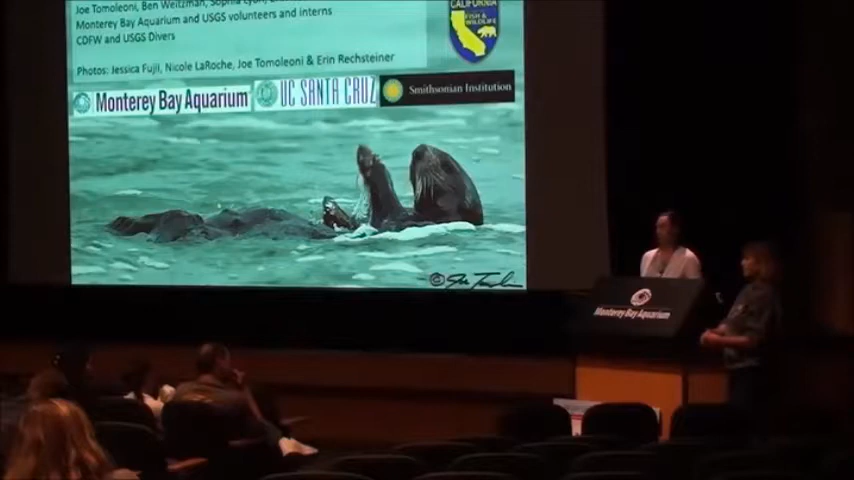 Joe Tomoleoni, Ben Weitzman, Sophia Lyon,
Monterey Bay Aquarium and USGS volunteers and interns
CDFW and USGS Divers
Photos: Jessica Fujii, Nicole LaRoche, Joe Tomoleoni & Erin Rechsteiner
CALIFORNIA
FISH &
WILDLIFE
Monterey Bay Aquarium
UC SANTA CRUZ
Smithsonian Institution
©
Monterey Bay Aquarium